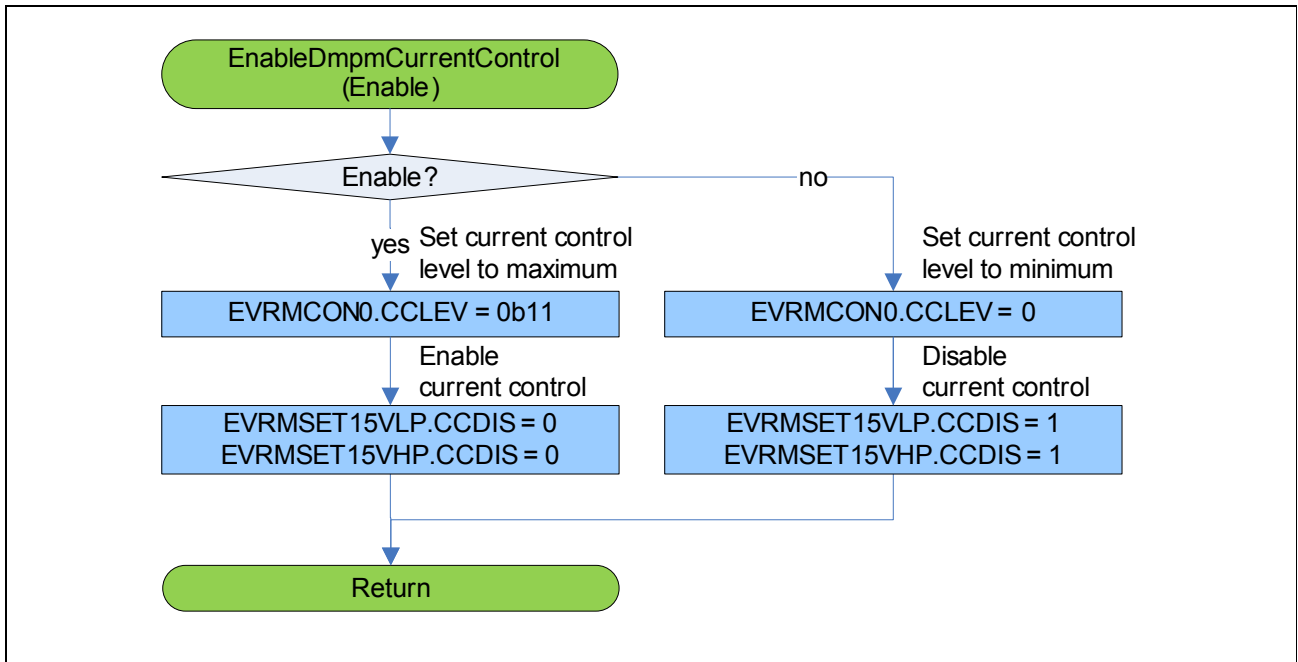 EnableDmpmCurrentControl
(Enable)
Enable?
no
yes
Set current control
level to maximum
Set current control
level to minimum
EVRMCON0.CCLEV = 0b11
EVRMCON0.CCLEV = 0
Enable
current control
Disable
current control
EVRMSET15VLP.CCDIS = 0
EVRMSET15VHP.CCDIS = 0
EVRMSET15VLP.CCDIS = 1
EVRMSET15VHP.CCDIS = 1
Return